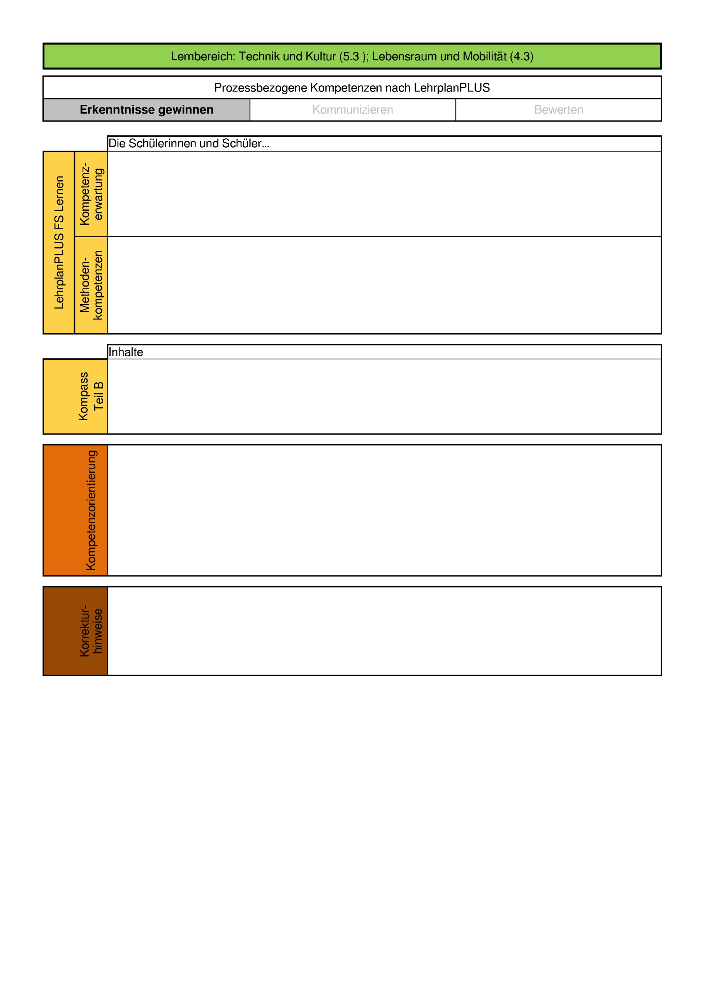 Lernbereich: Technik und Kultur (5.3 ); Lebensraum und Mobilität (4.3)
Prozessbezogene Kompetenzen nach LehrplanPLUS
Erkenntnisse gewinnen
Kommunizieren
Bewerten
Die Schülerinnen und Schüler...
LehrplanPLUS FS Lernen
Kompetenz-
erwartung
Methoden-
kompetenzen
Inhalte
Kompass
Teil B
Kompetenzorientierung
Korrektur-
hinweise